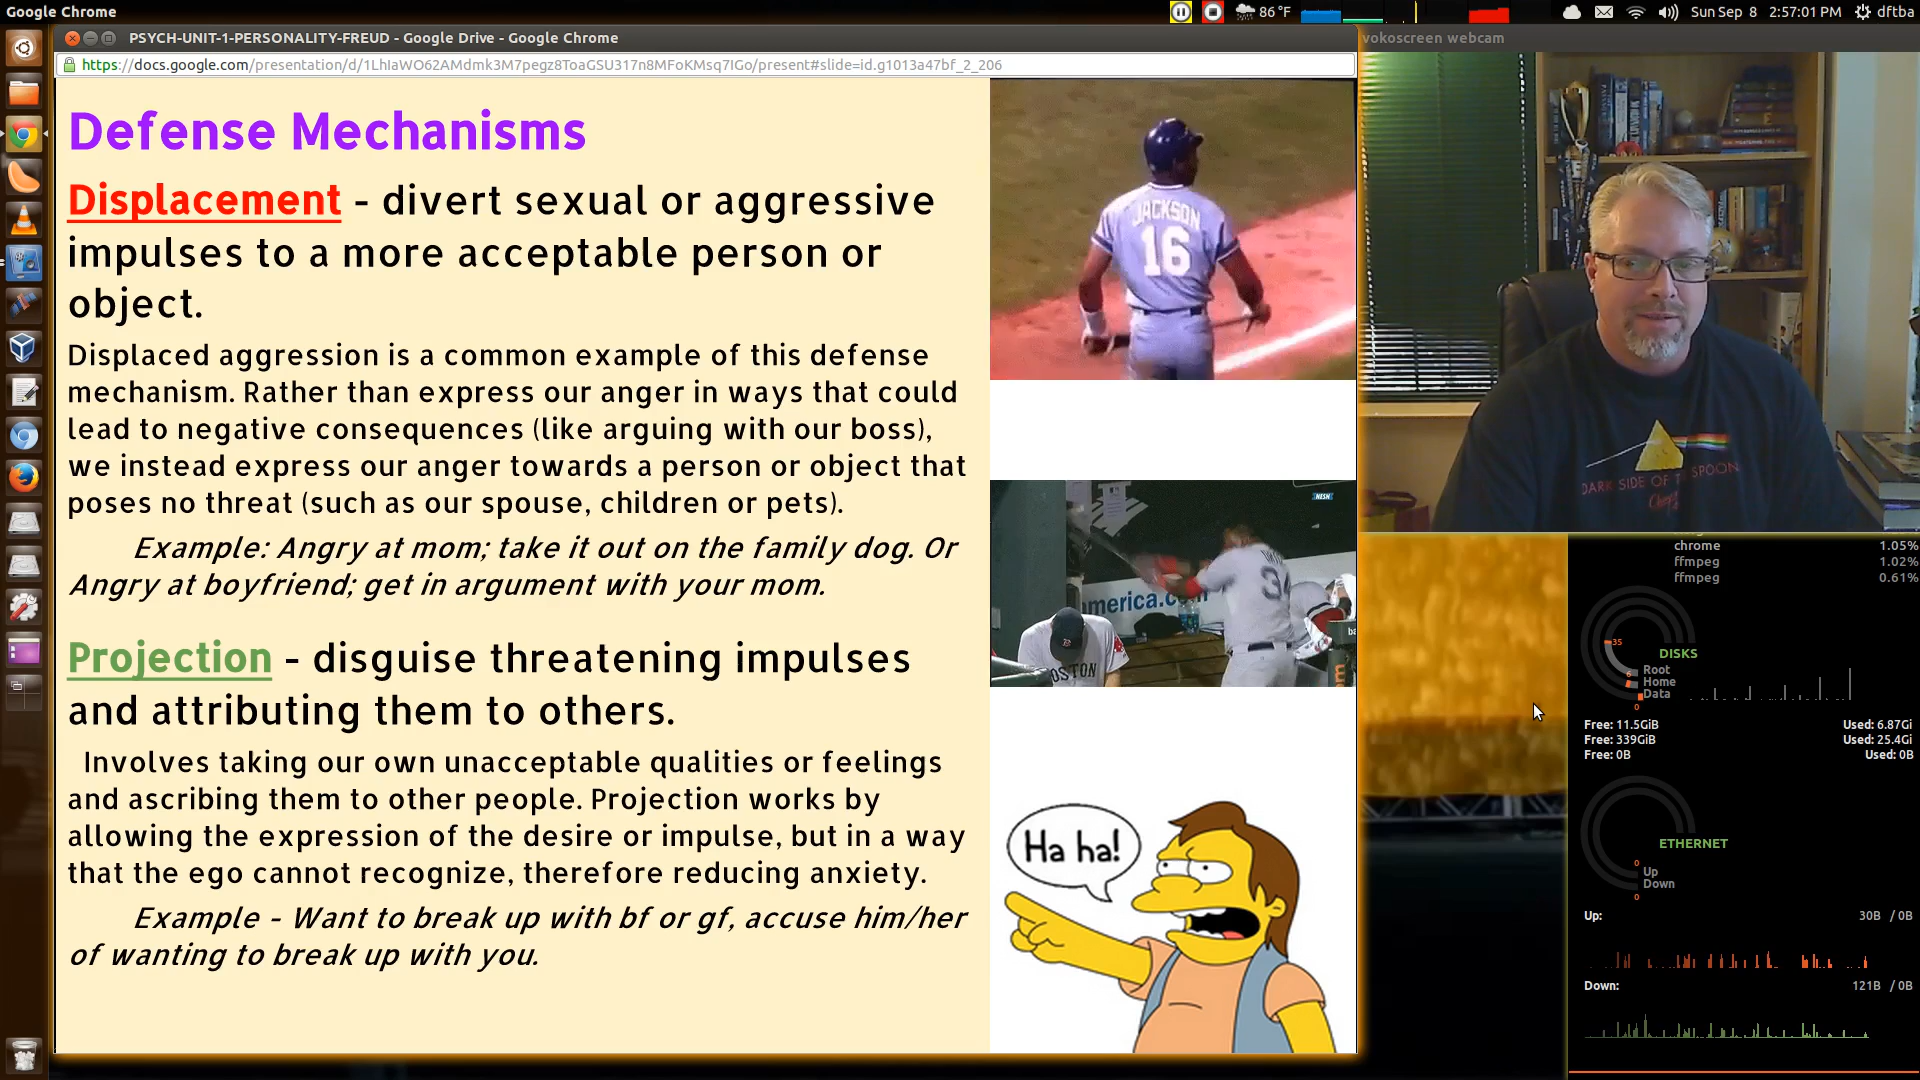 Google Chrome
86 °F
Sun Sep 8 2:57:01 PM
dftba
PSYCH-UNIT-1-PERSONALITY-FREUD - Google Drive - Google Chrome
vokoscreen webcam
https://docs.google.com/presentation/d/1LhIaWO62AMdmk3M7pegz8ToaGSU317n8MFoKMsq7IGo/present#slide=id.g1013a47bf_2_206
Defense Mechanisms
Displacement - divert sexual or aggressive
impulses to a more acceptable person or
object.
Displaced aggression is a common example of this defense
mechanism. Rather than express our anger in ways that could
lead to negative consequences (like arguing with our boss),
we instead express our anger towards a person or object that
poses no threat (such as our spouse, children or pets).
Example: Angry at mom; take it out on the family dog. Or
Angry at boyfriend; get in argument with your mom.
Projection - disguise threatening impulses
and attributing them to others.
Involves taking our own unacceptable qualities or feelings
and ascribing them to other people. Projection works by
allowing the expression of the desire or impulse, but in a way
that the ego cannot recognize, therefore reducing anxiety.
Example - Want to break up with bf or gf, accuse him/her
of wanting to break up with you.
JACKSON
16
NESN
america.com
34
BOSTON
Ha ha!
DARK SIDE OF THE SPOON
chrome 1.05%
ffmpeg 1.02%
ffmpeg 0.61%
35
DISKS
6
Root
Home
Data
0
Free: 11.5GiB Used: 6.87Gi
Free: 339GiB Used: 25.4Gi
Free: 0B Used: 0B
ETHERNET
0
Up
Down
0
Up: 30B / 0B
Down: 121B / 0B